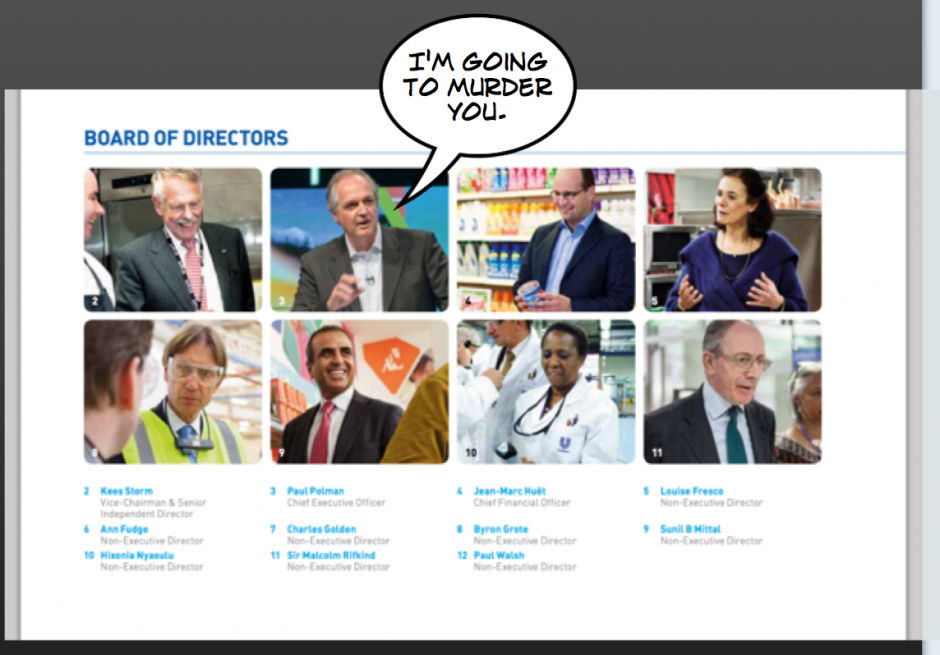 I'M GOING
TO MURDER
YOU.
BOARD OF DIRECTORS
2
3
4
5
8
9
10
11
2 Kees Storm
Vice-Chairman & Senior
Independent Director
3 Paul Polman
Chief Executive Officer
4 Jean-Marc Huët
Chief Financial Officer
5 Louise Fresco
Non-Executive Director
6 Ann Fudge
Non-Executive Director
7 Charles Golden
Non-Executive Director
8 Byron Grote
Non-Executive Director
9 Sunil B Mittal
Non-Executive Director
10 Hixonia Nyasulu
Non-Executive Director
11 Sir Malcolm Rifkind
Non-Executive Director
12 Paul Walsh
Non-Executive Director